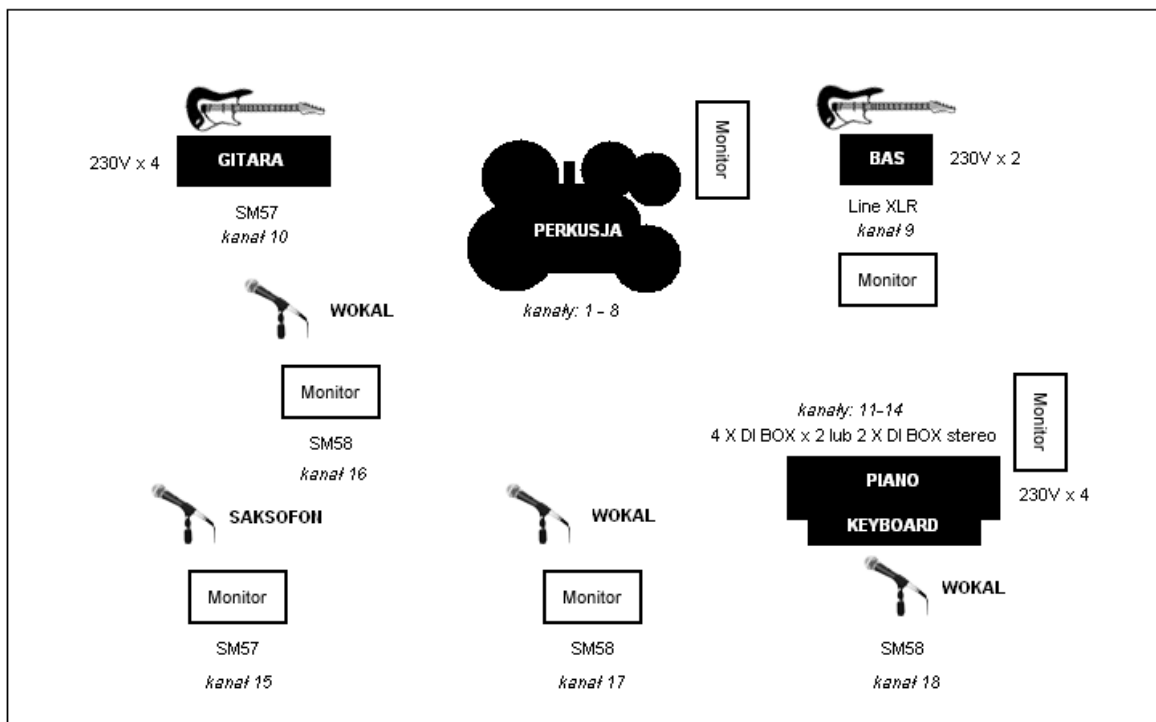 GITARA
230V x 4
SM57
kanał 10
PERKUSJA
kanały: 1 - 8
Monitor
BAS
230V x 2
Line XLR
kanał 9
Monitor
WOKAL
Monitor
SM58
kanał 16
kanały: 11-14
4 X DI BOX x 2 lub 2 X DI BOX stereo
Monitor
PIANO
230V x 4
KEYBOARD
SAKSOFON
Monitor
SM57
kanał 15
WOKAL
Monitor
SM58
kanał 17
WOKAL
SM58
kanał 18